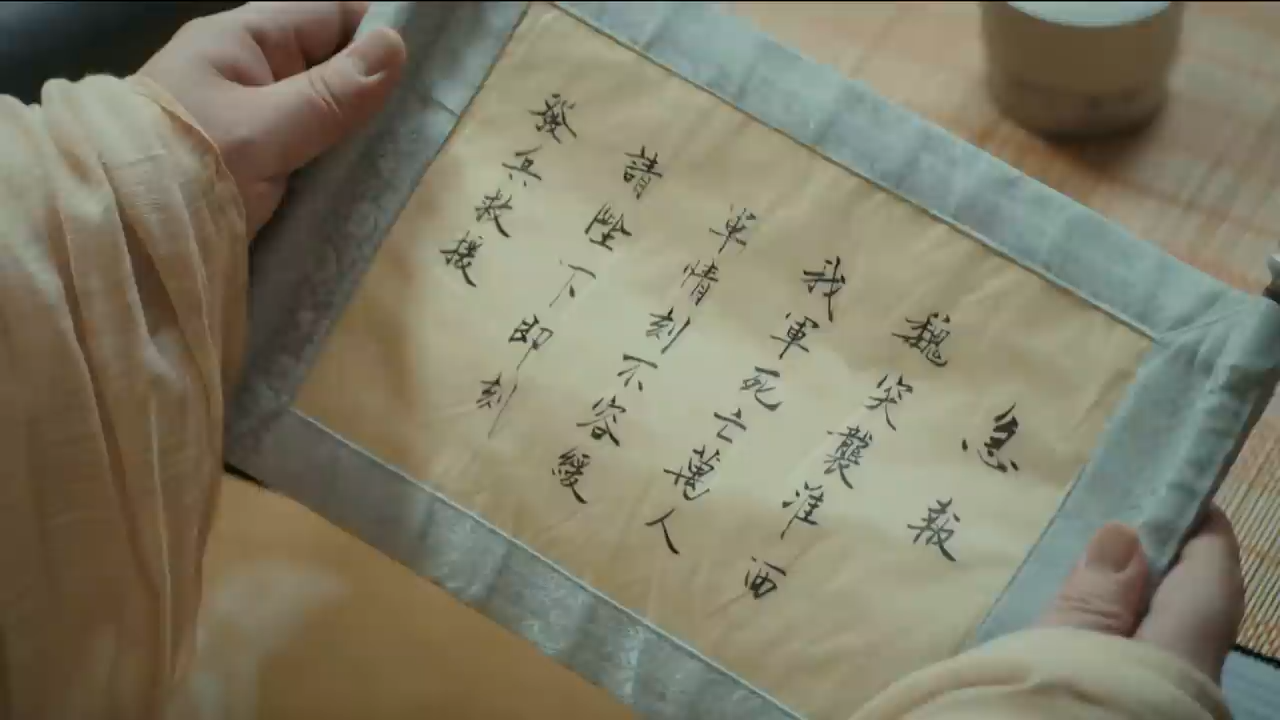 急報
魏突襲淮西
我軍死亡萬人
軍情刻不容緩
請陛下即刻
發兵救援